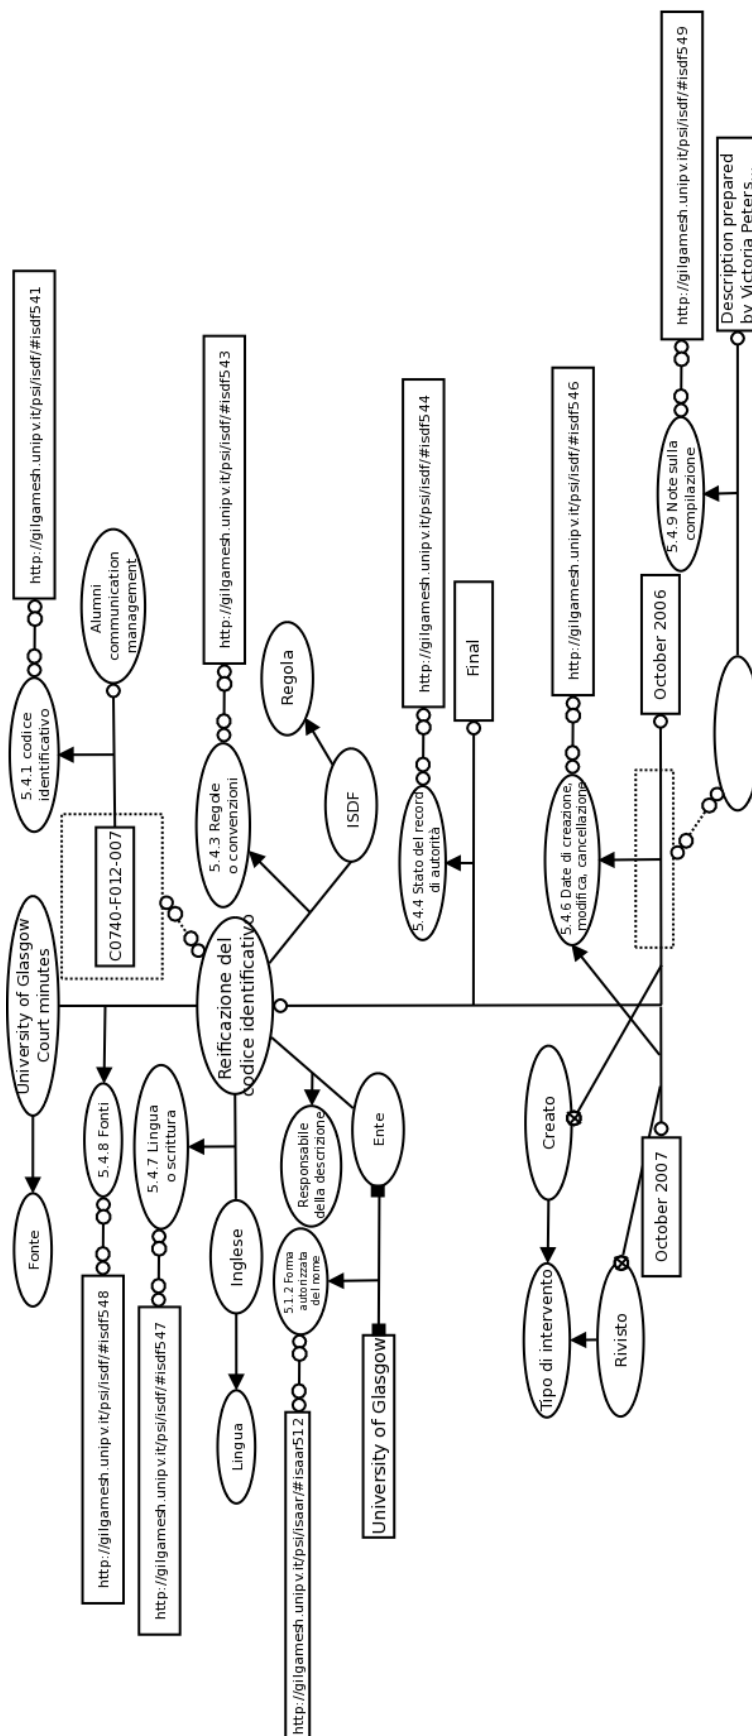 Fonte
University of Glasgow
Court minutes
5.4.1 codice
identificativo
http://gilgamesh.unipv.it/psi/isdf/#isdf541
http://gilgamesh.unipv.it/psi/isdf/#isdf548
5.4.8 Fonti
C0740-F012-007
Alumni
communication
management
http://gilgamesh.unipv.it/psi/isdf/#isdf547
5.4.7 Lingua
o scrittura
Lingua
Inglese
Reificazione del
codice identificativo
5.4.3 Regole
o convenzioni
http://gilgamesh.unipv.it/psi/isdf/#isdf543
http://gilgamesh.unipv.it/psi/isaar/#isaar512
5.1.2 Forma
autorizzata
del nome
Responsabile
della descrizione
Regola
University of Glasgow
Ente
ISDF
5.4.4 Stato del record
di autorità
http://gilgamesh.unipv.it/psi/isdf/#isdf544
Final
Tipo di intervento
Creato
5.4.6 Date di creazione,
modifica, cancellazione
http://gilgamesh.unipv.it/psi/isdf/#isdf546
Rivisto
October 2007
October 2006
5.4.9 Note sulla
compilazione
http://gilgamesh.unipv.it/psi/isdf/#isdf549
Description prepared
by Victoria Peters...